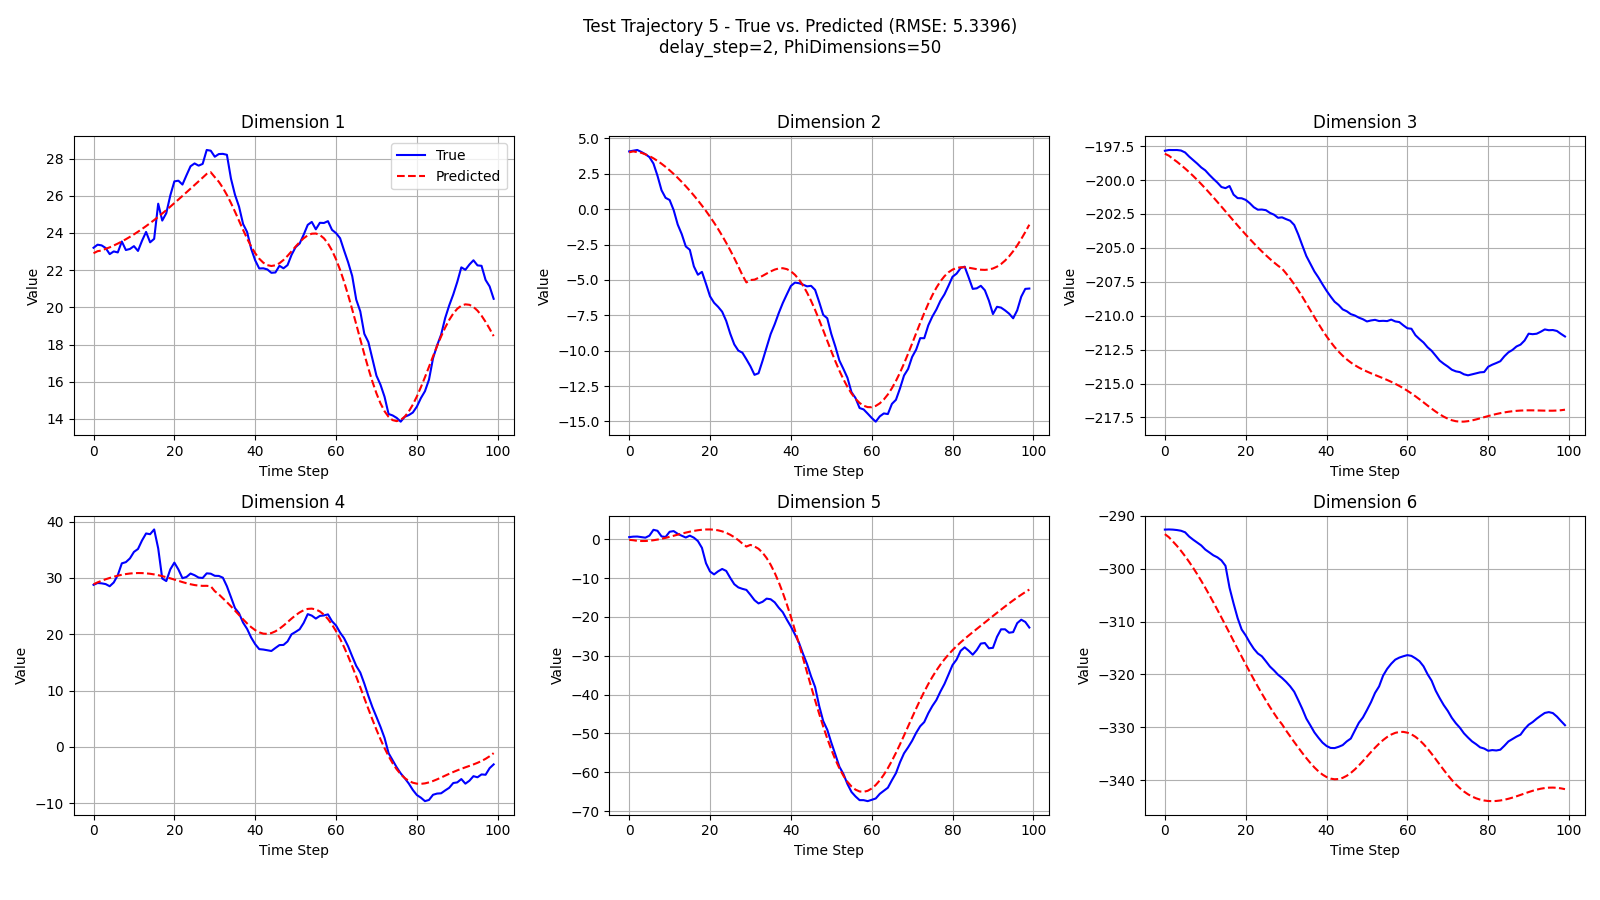 Test Trajectory 5 - True vs. Predicted (RMSE: 5.3396)
delay_step=2, PhiDimensions=50
Dimension 1
Value
28
26
24
22
20
18
16
14
0 20 40 60 80 100
Time Step
True
Predicted
Dimension 2
Value
5.0
2.5
0.0
−2.5
−5.0
−7.5
−10.0
−12.5
−15.0
0 20 40 60 80 100
Time Step
Dimension 3
Value
−197.5
−200.0
−202.5
−205.0
−207.5
−210.0
−212.5
−215.0
−217.5
0 20 40 60 80 100
Time Step
Dimension 4
Value
40
30
20
10
0
−10
0 20 40 60 80 100
Time Step
Dimension 5
Value
0
−10
−20
−30
−40
−50
−60
−70
0 20 40 60 80 100
Time Step
Dimension 6
Value
−290
−300
−310
−320
−330
−340
0 20 40 60 80 100
Time Step